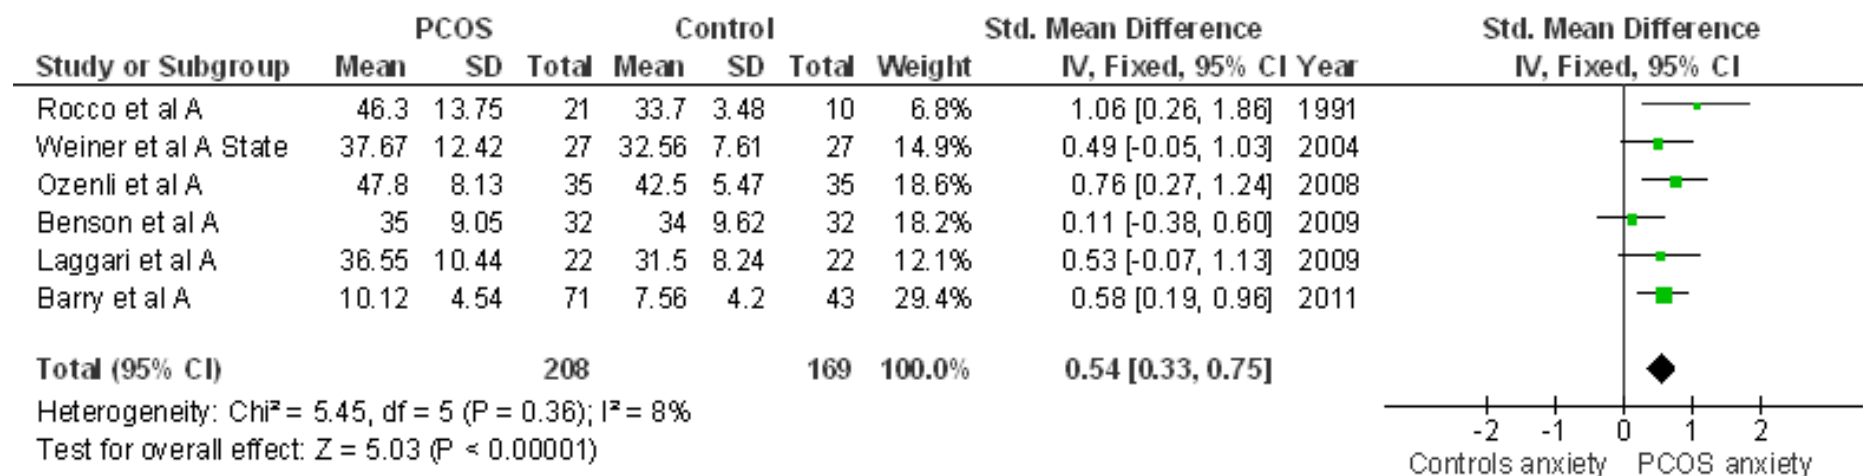 PCOS Control Std. Mean Difference Std. Mean Difference
Study or Subgroup Mean SD Total Mean SD Total Weight IV, Fixed, 95% CI Year IV, Fixed, 95% CI
Rocco et al A 46.3 13.75 21 33.7 3.48 10 6.8% 1.06 [0.26, 1.86] 1991
Weiner et al A State 37.67 12.42 27 32.56 7.61 27 14.9% 0.49 [-0.05, 1.03] 2004
Ozenli et al A 47.8 8.13 35 42.5 5.47 35 18.6% 0.76 [0.27, 1.24] 2008
Benson et al A 35 9.05 32 34 9.62 32 18.2% 0.11 [-0.38, 0.60] 2009
Laggari et al A 36.55 10.44 22 31.5 8.24 22 12.1% 0.53 [-0.07, 1.13] 2009
Barry et al A 10.12 4.54 71 7.56 4.2 43 29.4% 0.58 [0.19, 0.96] 2011
Total (95% CI) 208 169 100.0% 0.54 [0.33, 0.75]
Heterogeneity: Chi² = 5.45, df = 5 (P = 0.36); I² = 8%
Test for overall effect: Z = 5.03 (P < 0.00001)
-2 -1 0 1 2
Controls anxiety PCOS anxiety